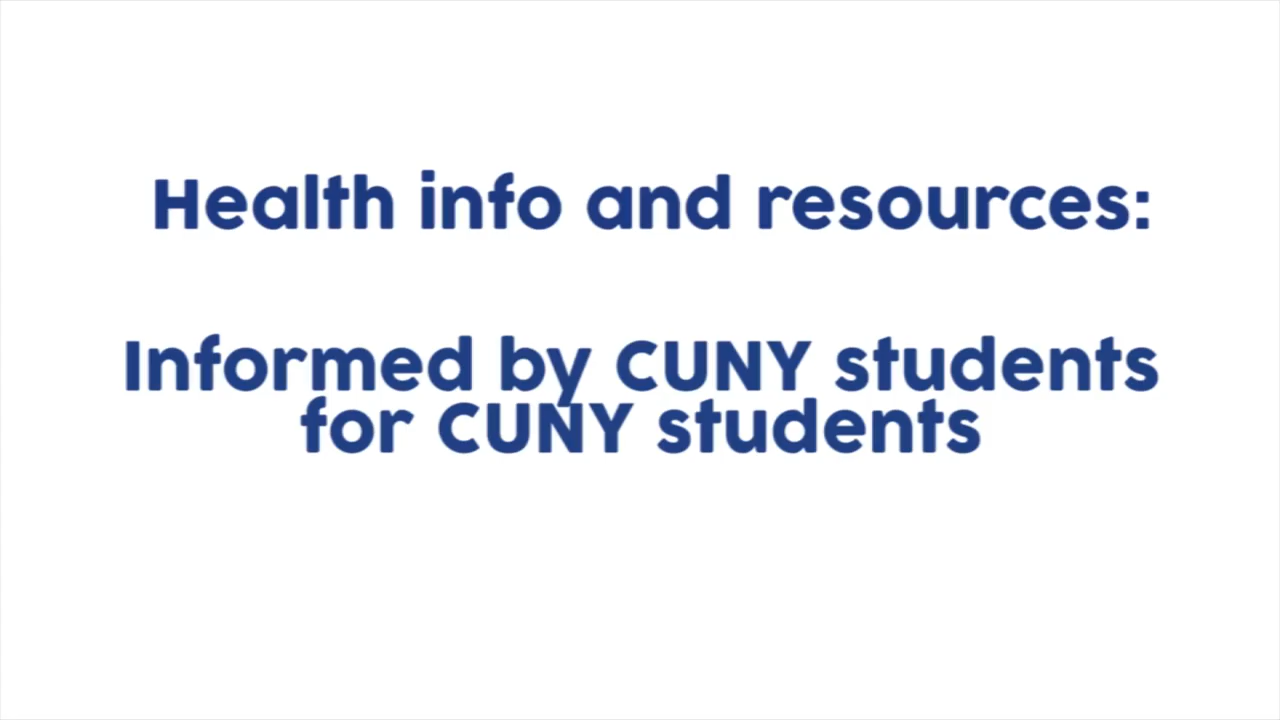 Health info and resources:
Informed by CUNY students
for CUNY students